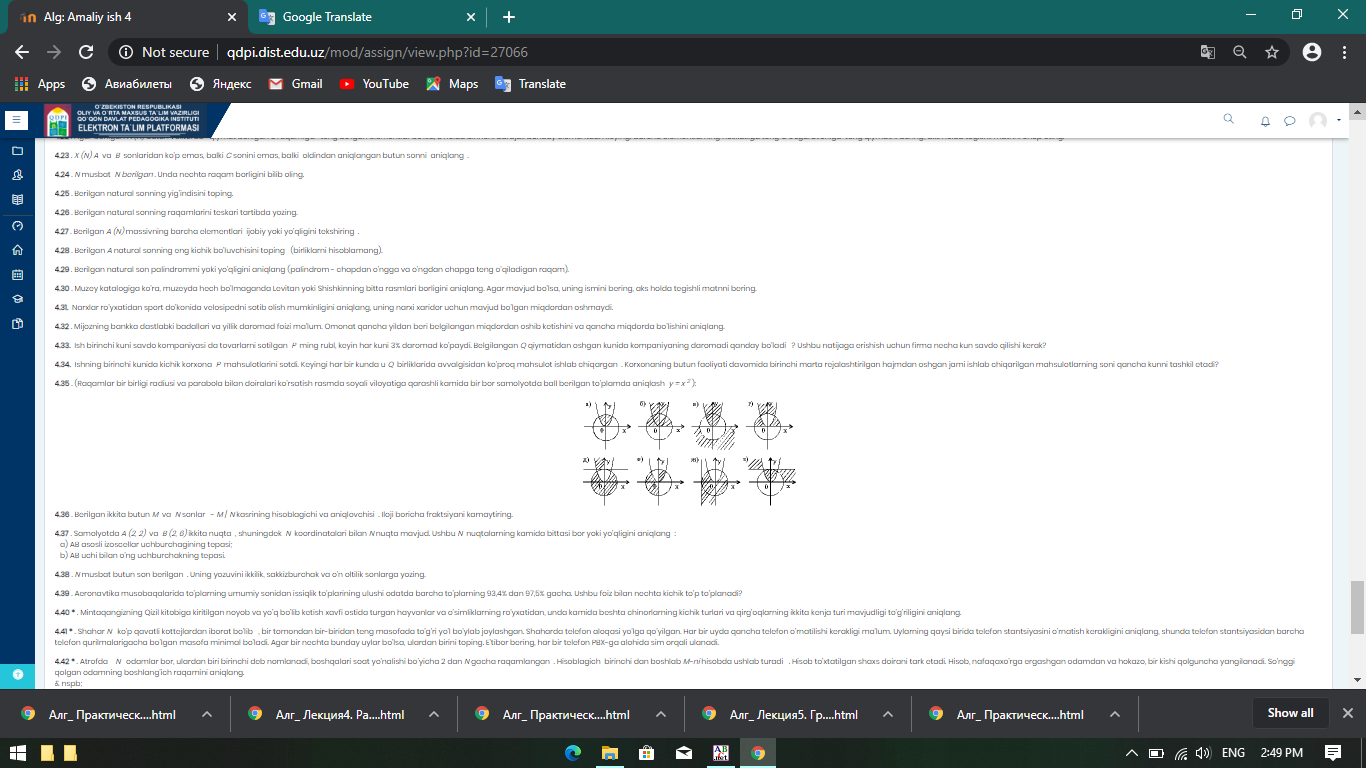 Alg: Amaliy ish 4
Google Translate
Not secure | qdpi.dist.edu.uz/mod/assign/view.php?id=27066
Apps Авиабилеты Яндекс Gmail YouTube Maps Translate
O'ZBEKISTON RESPUBLIKASI
OLIY VA O'RTA MAXSUS TA'LIM VAZIRLIGI
QO'QON DAVLAT PEDAGOGIKA INSTITUTI
ELEKTRON TA'LIM PLATFORMASI
4.23 . X (N) A va B sonlaridan ko'p emas, balki C sonini emas, balki oldindan aniqlangan butun sonni aniqlang .
4.24 . N musbat N berilgan . Unda nechta raqam borligini bilib oling.
4.25 . Berilgan natural sonning yig'indisini toping.
4.26 . Berilgan natural sonning raqamlarini teskari tartibda yozing.
4.27 . Berilgan A (N) massivning barcha elementlari ijobiy yoki yo'qligini tekshiring .
4.28 . Berilgan A natural sonning eng kichik bo'luvchisini toping (birliklarni hisoblamang).
4.29 . Berilgan natural son palindrommi yoki yo'qligini aniqlang (palindrom - chapdan o'ngga va o'ngdan chapga teng o'qiladigan raqam).
4.30 . Muzey katalogiga ko'ra, muzeyda hech bo'lmaganda Levitan yoki Shishkinning bitta rasmlari borligini aniqlang. Agar mavjud bo'lsa, uning ismini bering, aks holda tegishli matnni bering.
4.31. Narxlar ro'yxatidan sport do'konida velosipedni sotib olish mumkinligini aniqlang, uning narxi xaridor uchun mavjud bo'lgan miqdordan oshmaydi.
4.32 . Mijozning bankka dastlabki badallari va yillik daromad foizi ma'lum. Omonat qancha yildan beri belgilangan miqdordan oshib ketishini va qancha miqdorda bo'lishini aniqlang.
4.33. Ish birinchi kuni savdo kompaniyasi da tovarlarni sotilgan P ming rubl, keyin har kuni 3% daromad ko'paydi. Belgilangan Q qiymatidan oshgan kunida kompaniyaning daromadi qanday bo'ladi ? Ushbu natijaga erishish uchun firma necha kun savdo qilishi kerak?
4.34. Ishning birinchi kunida kichik korxona P mahsulotlarini sotdi. Keyingi har bir kunda u Q birliklarida avvalgisidan ko'proq mahsulot ishlab chiqargan . Korxonaning butun faoliyati davomida birinchi marta rejalashtirilgan hajmdan oshgan jami ishlab chiqarilgan mahsulotlarning soni qancha kunni tashkil etadi?
4.35 . (Raqamlar bir birligi radiusi va parabola bilan doiralari ko'rsatish rasmda soyali viloyatiga qarashli kamida bir bor samolyotda ball berilgan to'plamda aniqlash y = x ² ):
а) б) в) г)
д) е) ж) з)
4.36 . Berilgan ikkita butun M va N sonlar - M / N kasrining hisoblagichi va aniqlovchisi . Iloji boricha fraktsiyani kamaytiring.
4.37 . Samolyotda A (2, 2) va B (2, 6) ikkita nuqta , shuningdek N koordinatalari bilan N nuqta mavjud. Ushbu N nuqtalarning kamida bittasi bor yoki yo'qligini aniqlang :
a) AB asosli izoscellar uchburchagining tepasi;
b) AB uchi bilan o'ng uchburchakning tepasi.
4.38 . N musbat butun son berilgan . Uning yozuvini ikkilik, sakkizburchak va o'n oltilik sonlarga yozing.
4.39 . Aeronavtika musobaqalarida to'plarning umumiy sonidan issiqlik to'plarining ulushi odatda barcha to'plarning 93,4% dan 97,5% gacha. Ushbu foiz bilan nechta kichik to'p to'planadi?
4.40 * . Mintaqangizning Qizil kitobiga kiritilgan noyob va yo'q bo'lib ketish xavfi ostida turgan hayvonlar va o'simliklarning ro'yxatidan, unda kamida beshta chinorlarning kichik turlari va qirg'oqlarning ikkita kenja turi mavjudligi to'g'riligini aniqlang.
4.41 * . Shahar N ko'p qavatli kottejlardan iborat bo'lib , bir tomondan bir-biridan teng masofada to'g'ri yo'l bo'ylab joylashgan. Shaharda telefon aloqasi yo'lga qo'yilgan. Har bir uyda qancha telefon o'rnatilishi kerakligi ma'lum. Uylarning qaysi birida telefon stantsiyasini o'rnatish kerakligini aniqlang, shunda telefon stantsiyasidan barcha
telefon qurilmalarigacha bo'lgan masofa minimal bo'ladi. Agar bir nechta bunday uylar bo'lsa, ulardan birini toping. E'tibor bering, har bir telefon PBX-ga alohida sim orqali ulanadi.
4.42 * . Atrofda N odamlar bor, ulardan biri birinchi deb nomlanadi, boshqalari soat yo'nalishi bo'yicha 2 dan N gacha raqamlangan . Hisoblagich birinchi dan boshlab M-ni hisobda ushlab turadi . Hisob to'xtatilgan shaxs doirani tark etadi. Hisob, nafaqaxo'rga ergashgan odamdan va hokazo, bir kishi qolguncha yangilanadi. So'nggi
qolgan odamning boshlang'ich raqamini aniqlang.
& nspb;
Алг_ Практическ....html
Алг_ Лекция4. Ра....html
Алг_ Практическ....html
Алг_ Лекция5. Гр....html
Алг_ Практическ....html
Show all
ENG 2:49 PM